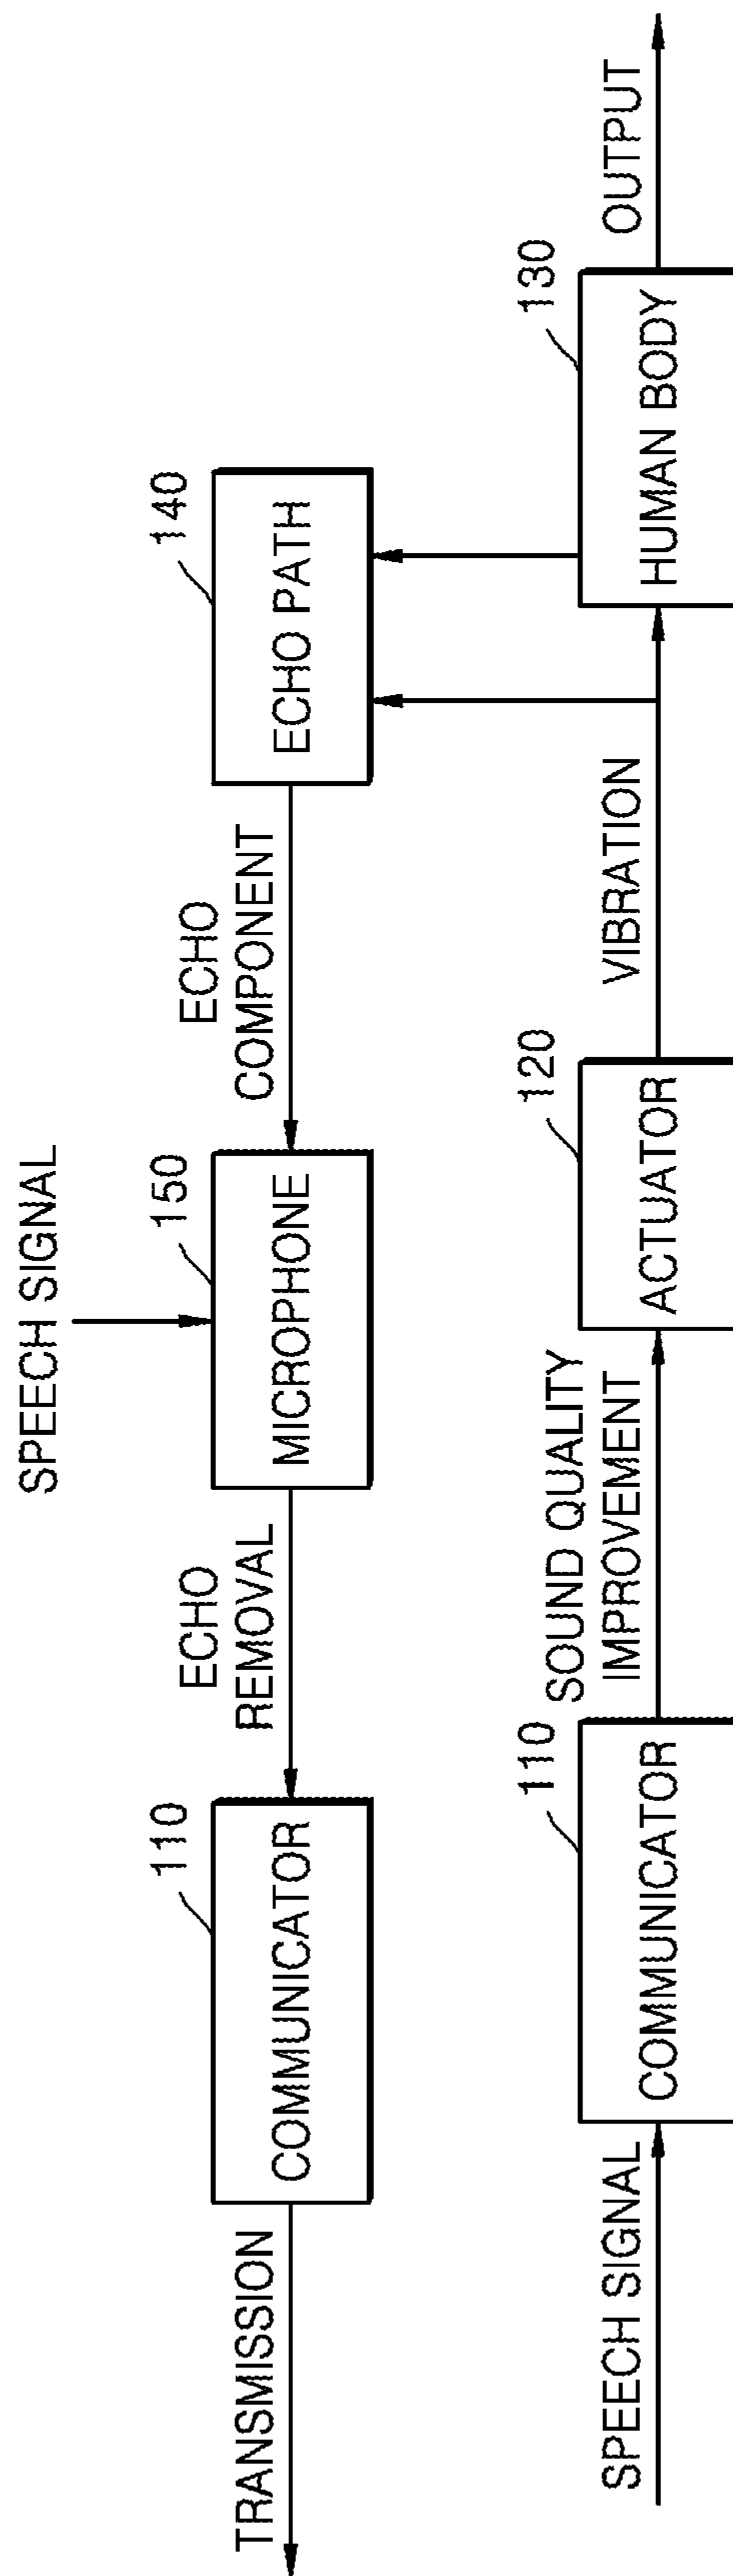 SPEECH SIGNAL
TRANSMISSION
110
COMMUNICATOR
ECHO
REMOVAL
150
MICROPHONE
ECHO
COMPONENT
140
ECHO PATH
SPEECH SIGNAL
110
COMMUNICATOR
SOUND QUALITY
IMPROVEMENT
120
ACTUATOR
VIBRATION
130
HUMAN BODY
OUTPUT